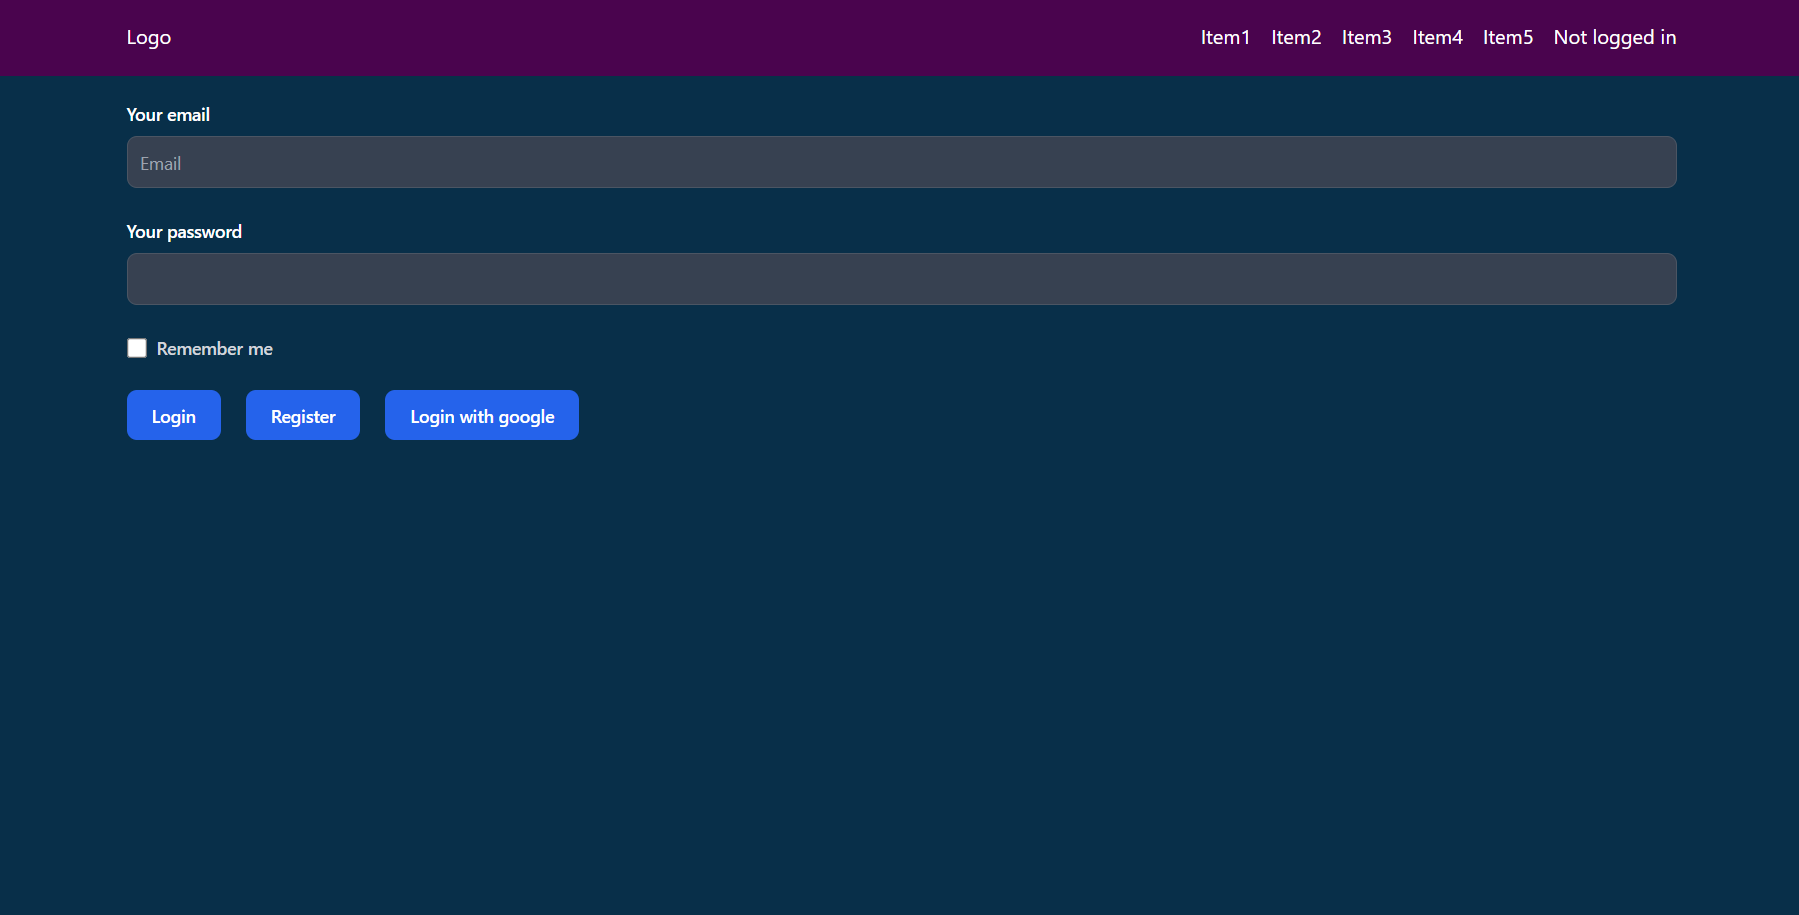 Logo Item1 Item2 Item3 Item4 Item5 Not logged in
Your email
Email
Your password
Remember me
Login Register Login with google